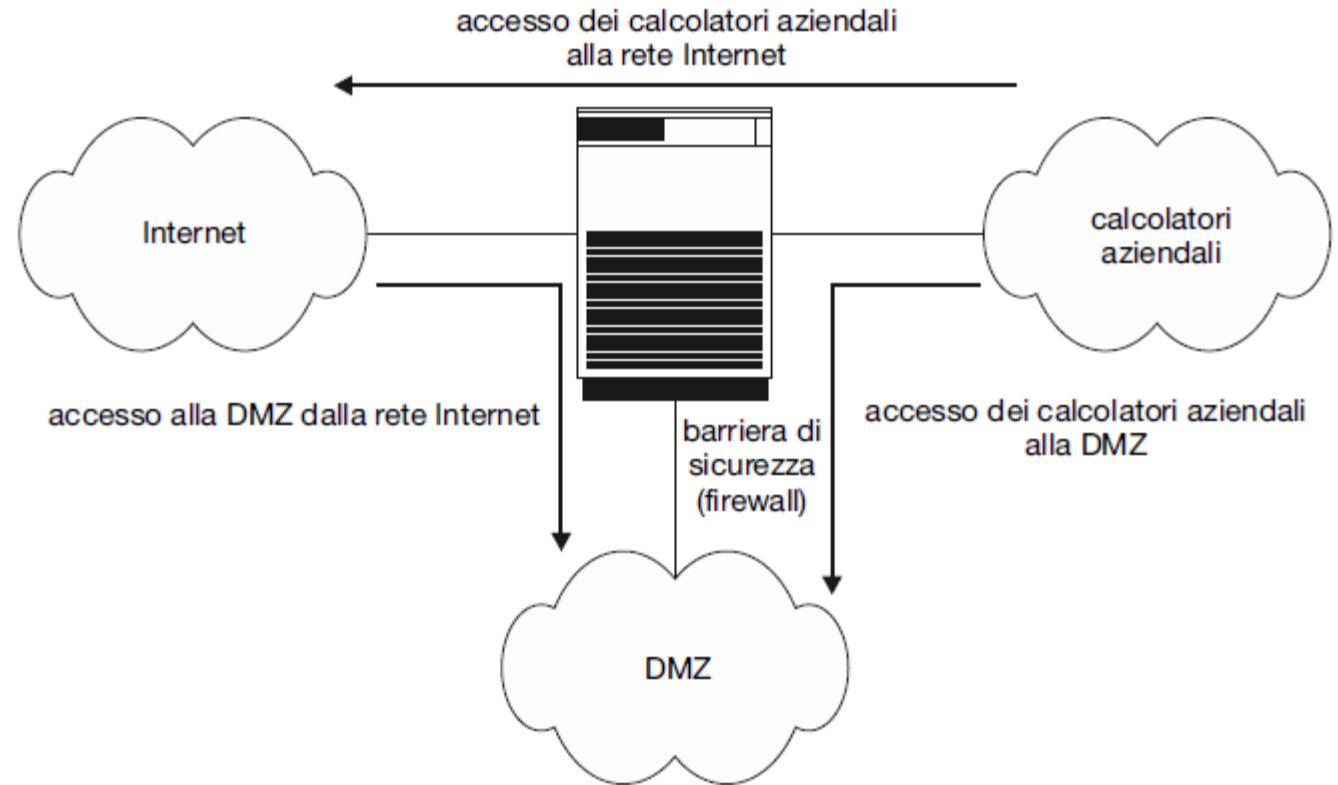 accesso dei calcolatori aziendali
alla rete Internet
Internet
calcolatori
aziendali
accesso alla DMZ dalla rete Internet
barriera di
sicurezza
(firewall)
accesso dei calcolatori aziendali
alla DMZ
DMZ